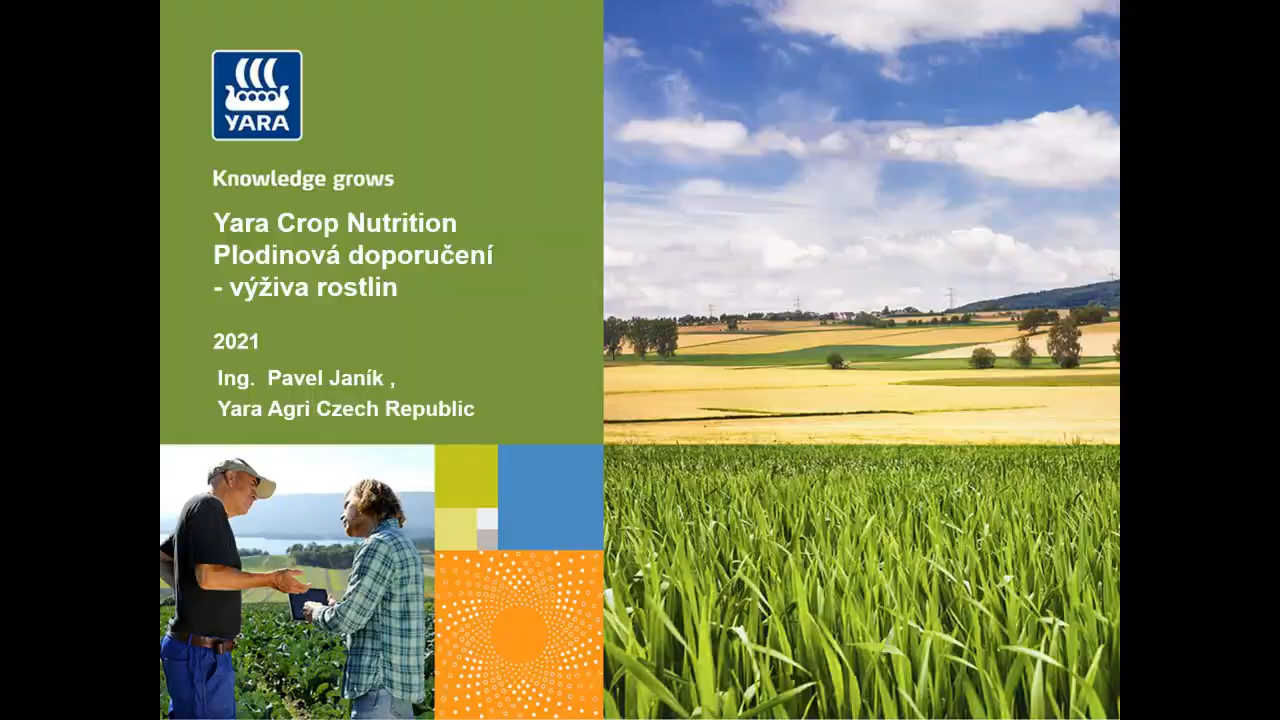 YARA
Knowledge grows
Yara Crop Nutrition
Plodinová doporučení
- výživa rostlin
2021
Ing.  Pavel Janík ,
Yara Agri Czech Republic